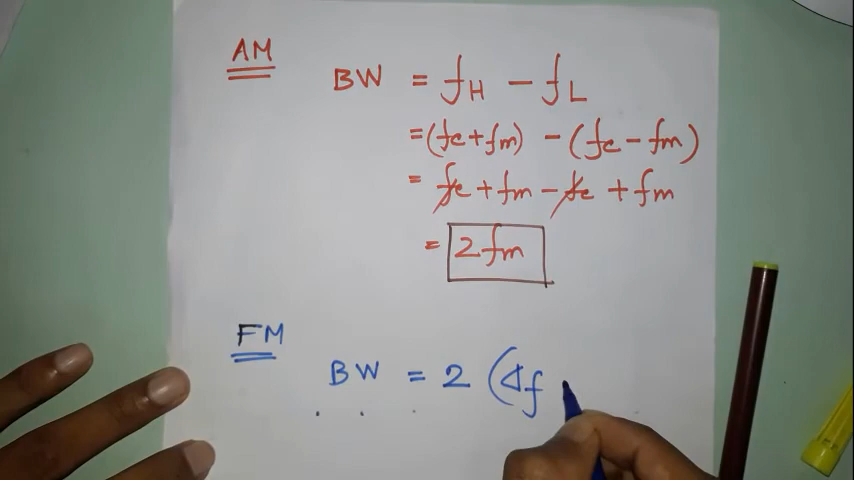 AM
BW = fH - fL
= (fc + fm) - (fc - fm)
= fc + fm - fc + fm
= 2fm
FM
BW = 2 (Δf